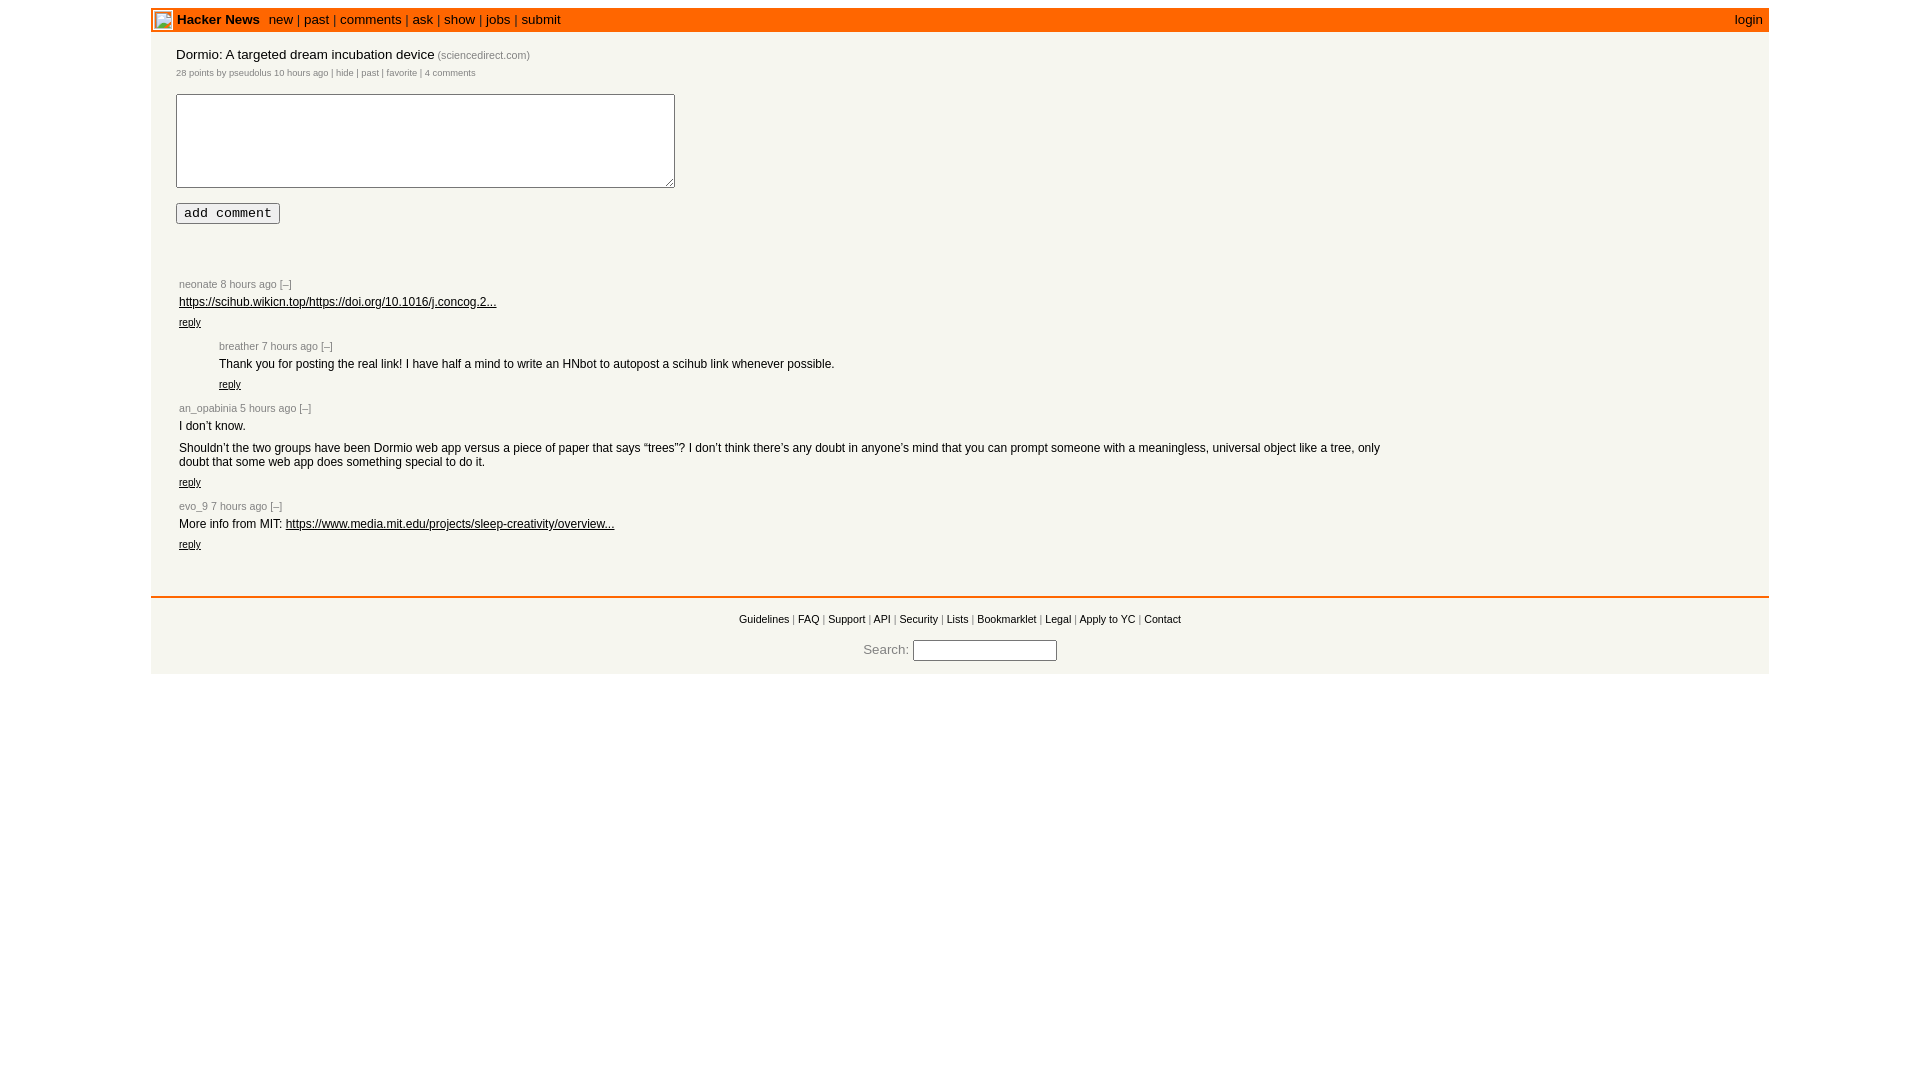 Hacker News new | past | comments | ask | show | jobs | submit login
Dormio: A targeted dream incubation device (sciencedirect.com)
28 points by pseudolus 10 hours ago | hide | past | favorite | 4 comments
add comment
neonate 8 hours ago [–]
https://scihub.wikicn.top/https://doi.org/10.1016/j.concog.2...
reply
breather 7 hours ago [–]
Thank you for posting the real link! I have half a mind to write an HNbot to autopost a scihub link whenever possible.
reply
an_opabinia 5 hours ago [–]
I don’t know.
Shouldn’t the two groups have been Dormio web app versus a piece of paper that says “trees”? I don’t think there’s any doubt in anyone’s mind that you can prompt someone with a meaningless, universal object like a tree, only
doubt that some web app does something special to do it.
reply
evo_9 7 hours ago [–]
More info from MIT: https://www.media.mit.edu/projects/sleep-creativity/overview...
reply
Guidelines | FAQ | Support | API | Security | Lists | Bookmarklet | Legal | Apply to YC | Contact
Search: